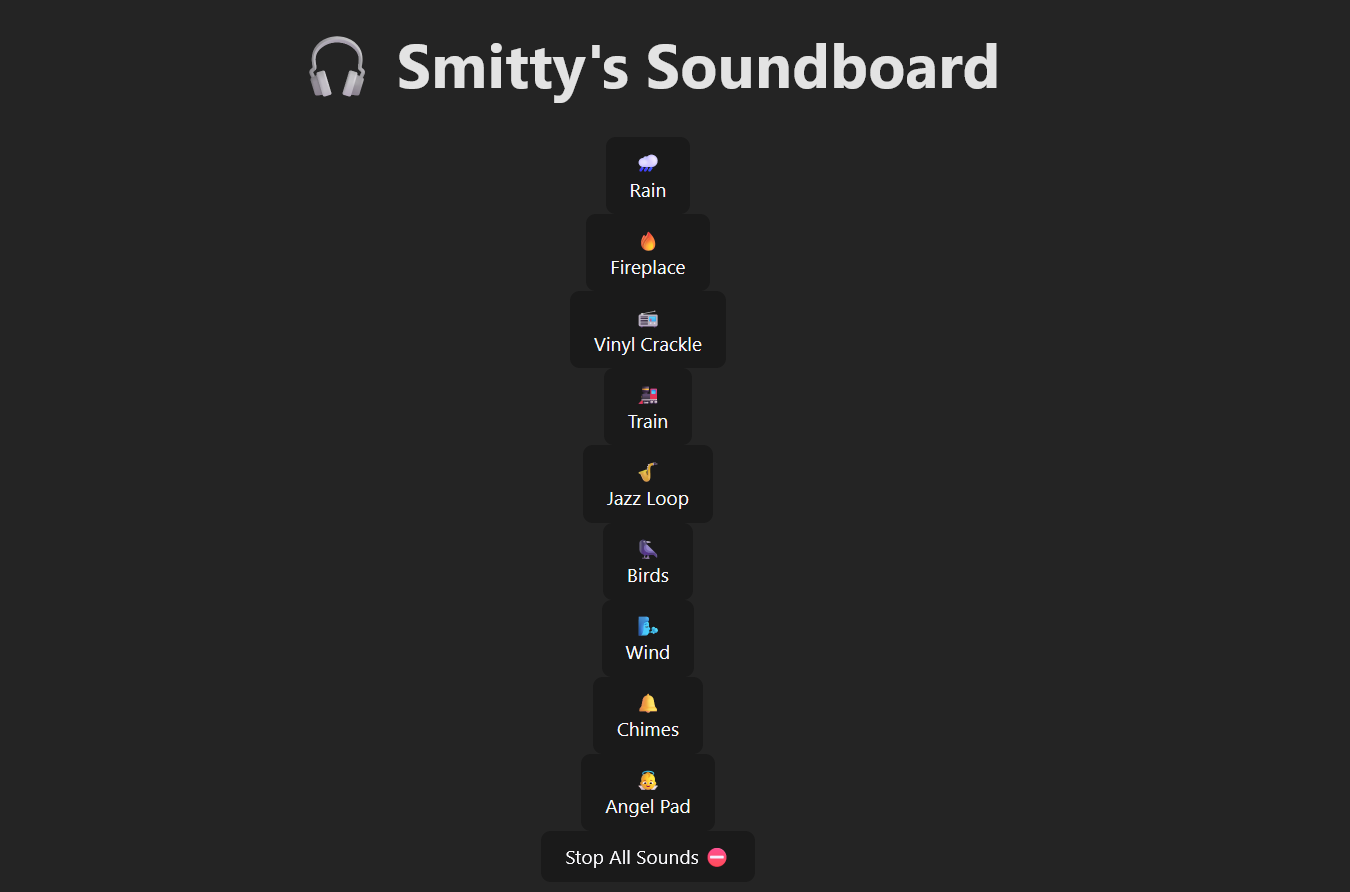 🎧 Smitty's Soundboard
🌧️
Rain
🔥
Fireplace
📻
Vinyl Crackle
🚂
Train
🎷
Jazz Loop
🐦‍⬛
Birds
🌬️
Wind
🔔
Chimes
👼
Angel Pad
Stop All Sounds ⛔